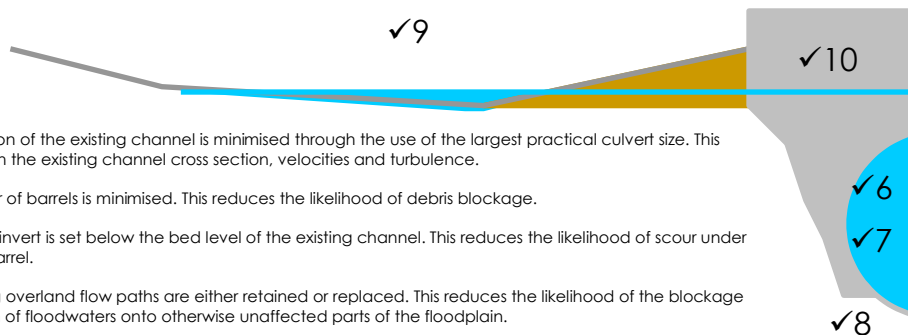 ✓9
✓10
on of the existing channel is minimised through the use of the largest practical culvert size. This
the existing channel cross section, velocities and turbulence.
of barrels is minimised. This reduces the likelihood of debris blockage.
invert is set below the bed level of the existing channel. This reduces the likelihood of scour under
arrel.
overland flow paths are either retained or replaced. This reduces the likelihood of the blockage
of floodwaters onto otherwise unaffected parts of the floodplain.
✓6
✓7
✓8